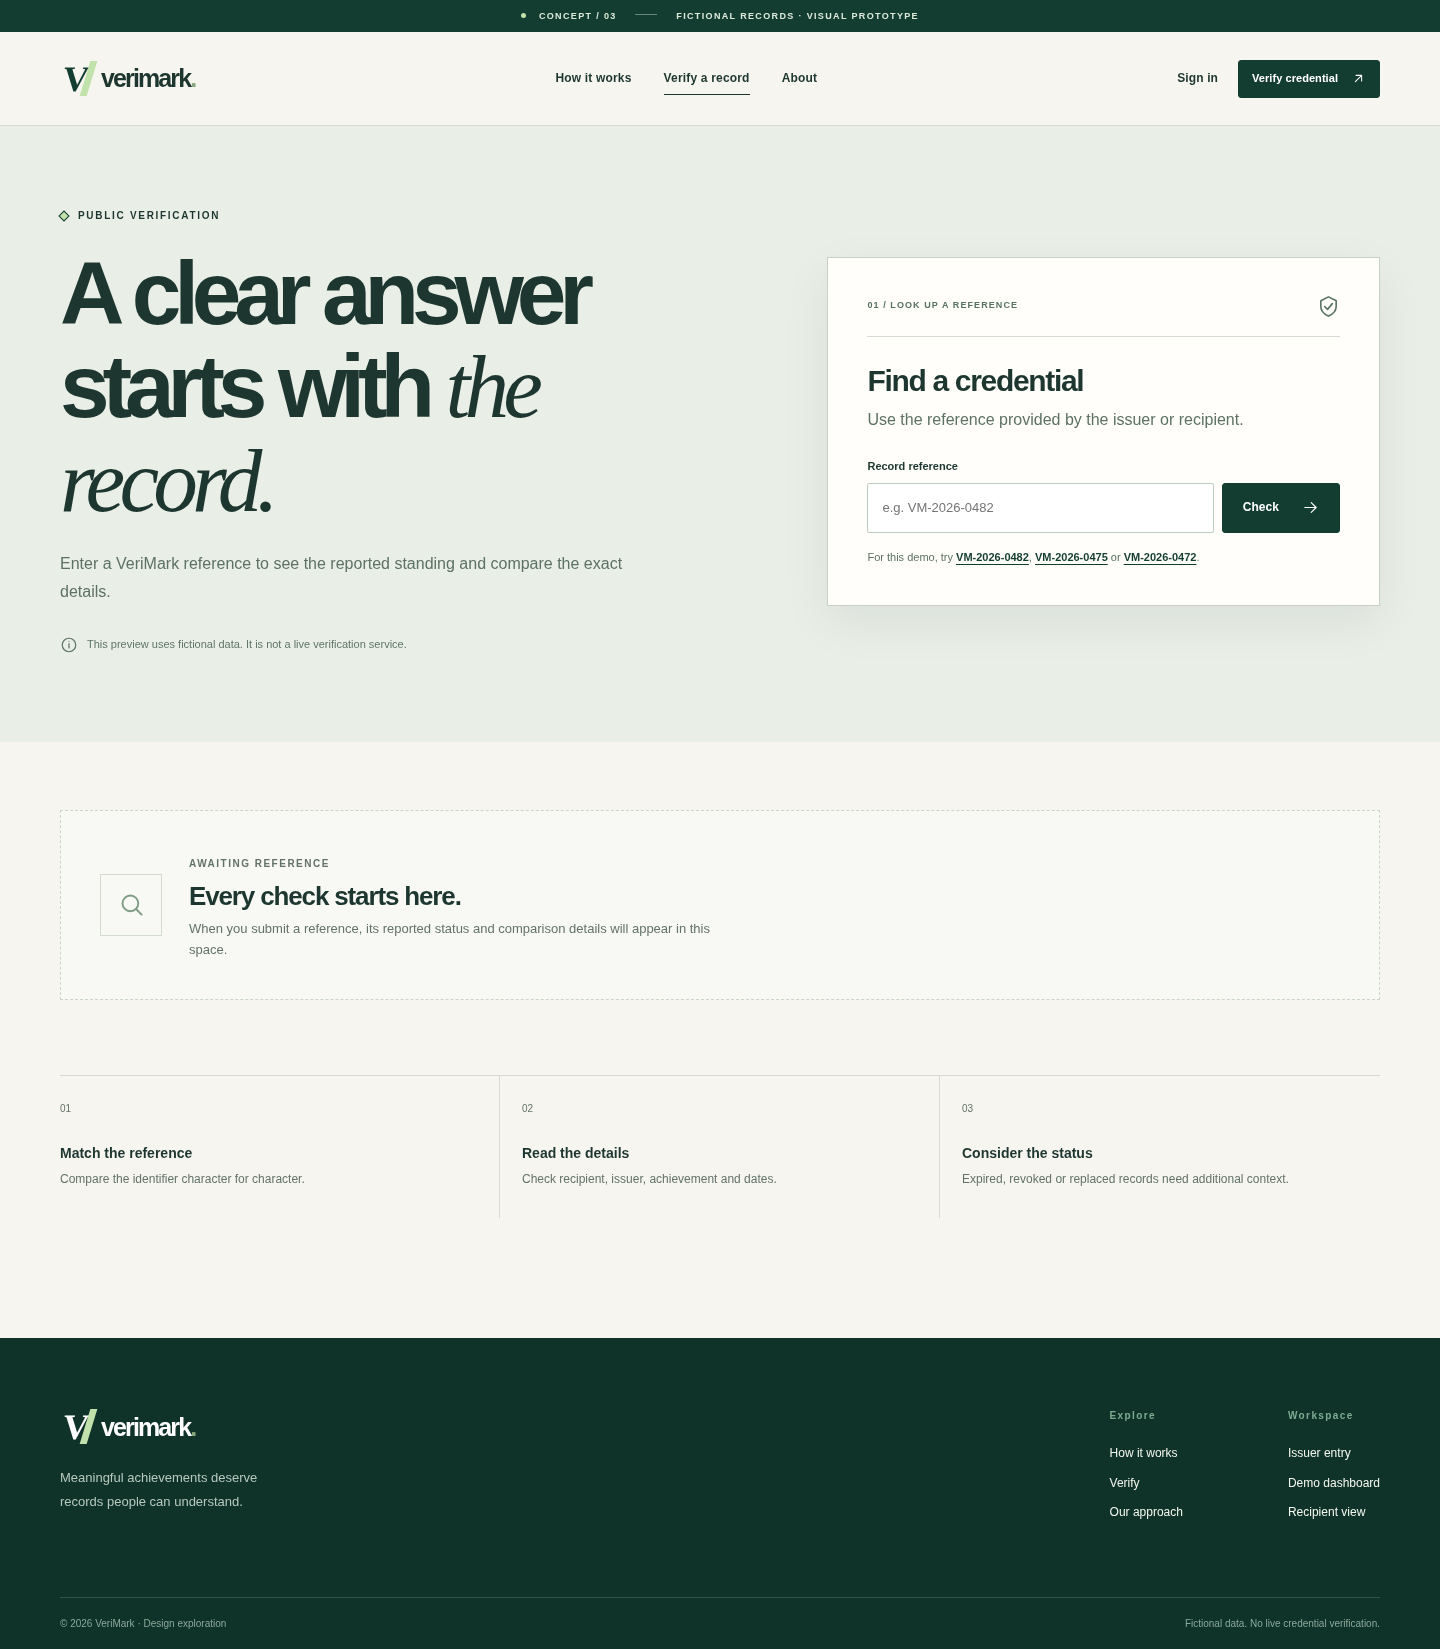 CONCEPT / 03 FICTIONAL RECORDS · VISUAL PROTOTYPE
V verimark.
How it works Verify a record About
Sign in Verify credential
PUBLIC VERIFICATION
A clear answer
starts with the
record.
Enter a VeriMark reference to see the reported standing and compare the exact
details.
This preview uses fictional data. It is not a live verification service.
01 / LOOK UP A REFERENCE
Find a credential
Use the reference provided by the issuer or recipient.
Record reference
e.g. VM-2026-0482
Check
For this demo, try VM-2026-0482, VM-2026-0475 or VM-2026-0472.
AWAITING REFERENCE
Every check starts here.
When you submit a reference, its reported status and comparison details will appear in this
space.
01
Match the reference
Compare the identifier character for character.
02
Read the details
Check recipient, issuer, achievement and dates.
03
Consider the status
Expired, revoked or replaced records need additional context.
V verimark.
Meaningful achievements deserve
records people can understand.
Explore
How it works
Verify
Our approach
Workspace
Issuer entry
Demo dashboard
Recipient view
© 2026 VeriMark · Design exploration
Fictional data. No live credential verification.